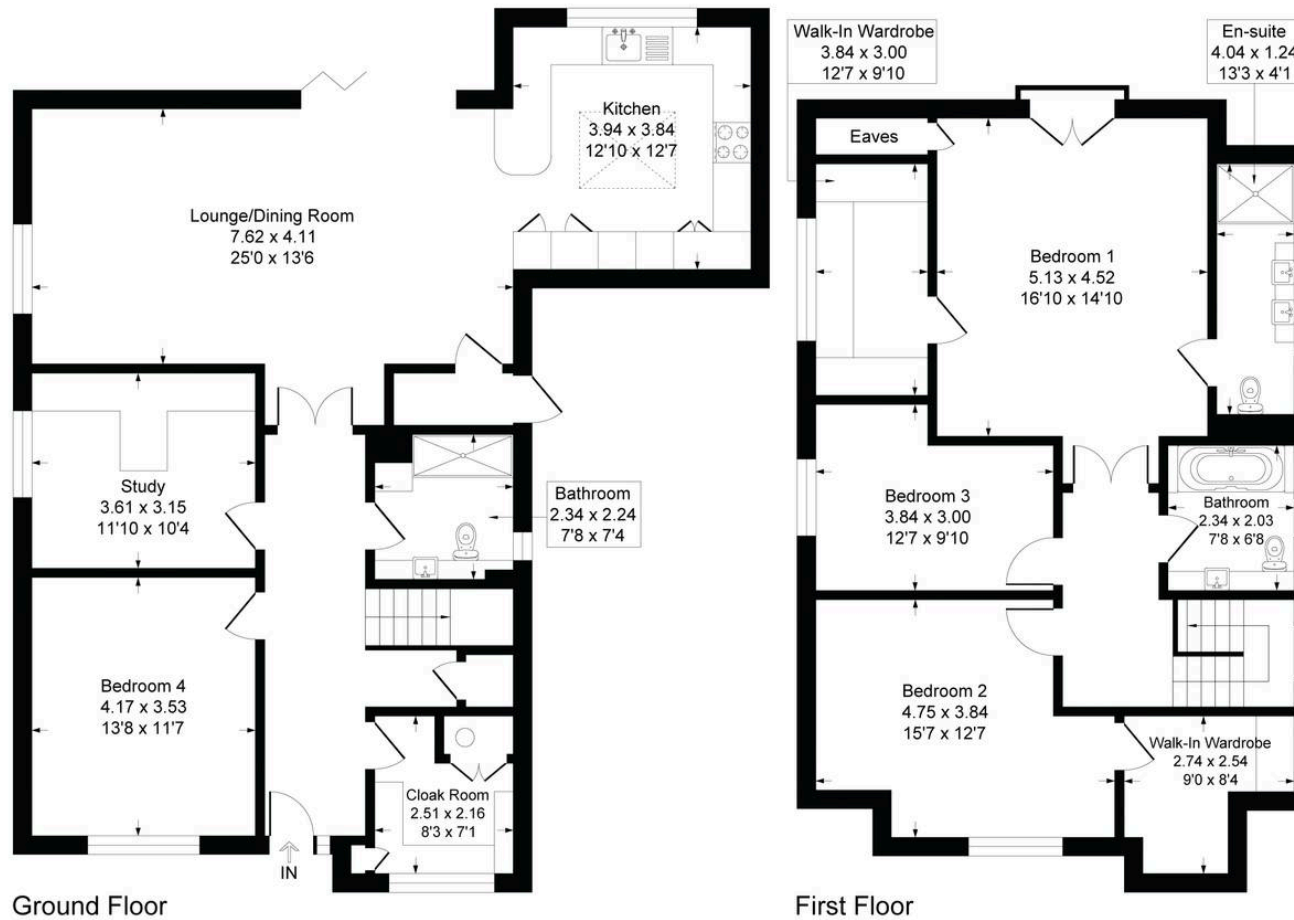 Walk-In Wardrobe
3.84 x 3.00
12'7 x 9'10
En-suite
4.04 x 1.24
13'3 x 4'1
Kitchen
3.94 x 3.84
12'10 x 12'7
Eaves
Lounge/Dining Room
7.62 x 4.11
25'0 x 13'6
Bedroom 1
5.13 x 4.52
16'10 x 14'10
Study
3.61 x 3.15
11'10 x 10'4
Bathroom
2.34 x 2.24
7'8 x 7'4
Bedroom 3
3.84 x 3.00
12'7 x 9'10
Bathroom
2.34 x 2.03
7'8 x 6'8
Bedroom 4
4.17 x 3.53
13'8 x 11'7
Bedroom 2
4.75 x 3.84
15'7 x 12'7
Walk-In Wardrobe
2.74 x 2.54
9'0 x 8'4
Cloak Room
2.51 x 2.16
8'3 x 7'1
IN
Ground Floor
First Floor